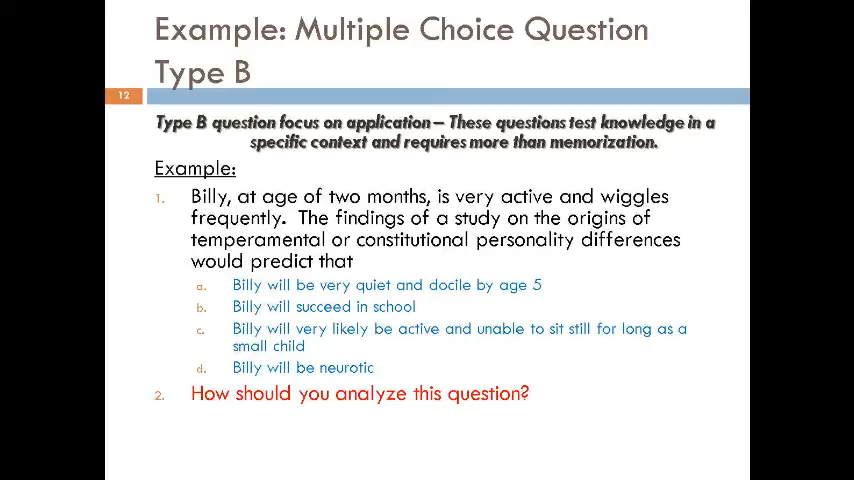 Example: Multiple Choice Question
Type B
12
Type B question focus on application – These questions test knowledge in a
specific context and requires more than memorization.
Example:
1. Billy, at age of two months, is very active and wiggles
frequently. The findings of a study on the origins of
temperamental or constitutional personality differences
would predict that
a. Billy will be very quiet and docile by age 5
b. Billy will succeed in school
c. Billy will very likely be active and unable to sit still for long as a
small child
d. Billy will be neurotic
2. How should you analyze this question?